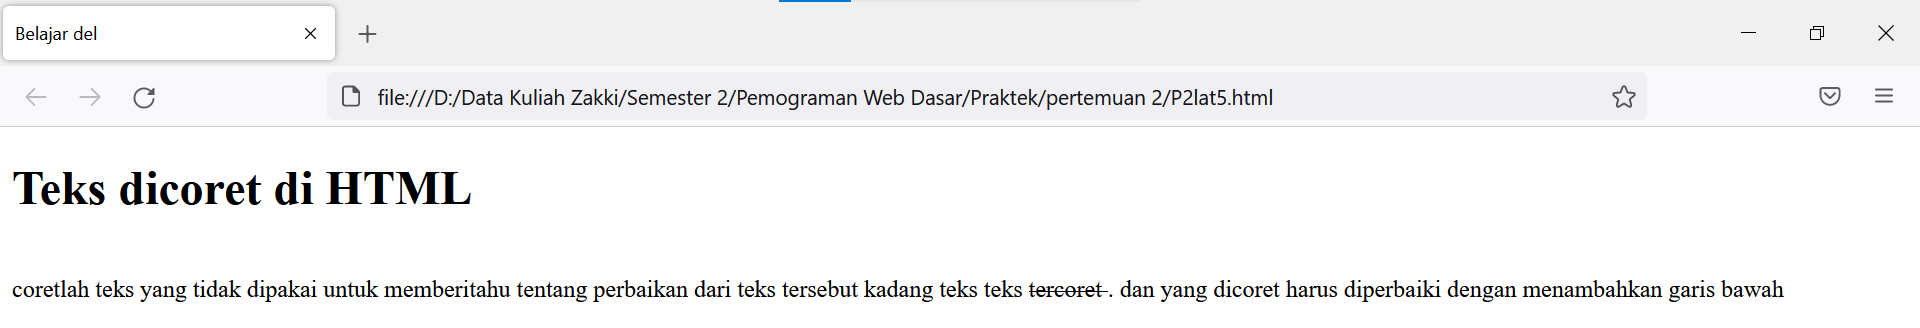 Belajar del
file:///D:/Data Kuliah Zakki/Semester 2/Pemograman Web Dasar/Praktek/pertemuan 2/P2lat5.html
Teks dicoret di HTML
coretlah teks yang tidak dipakai untuk memberitahu tentang perbaikan dari teks tersebut kadang teks teks tercoret . dan yang dicoret harus diperbaiki dengan menambahkan garis bawah